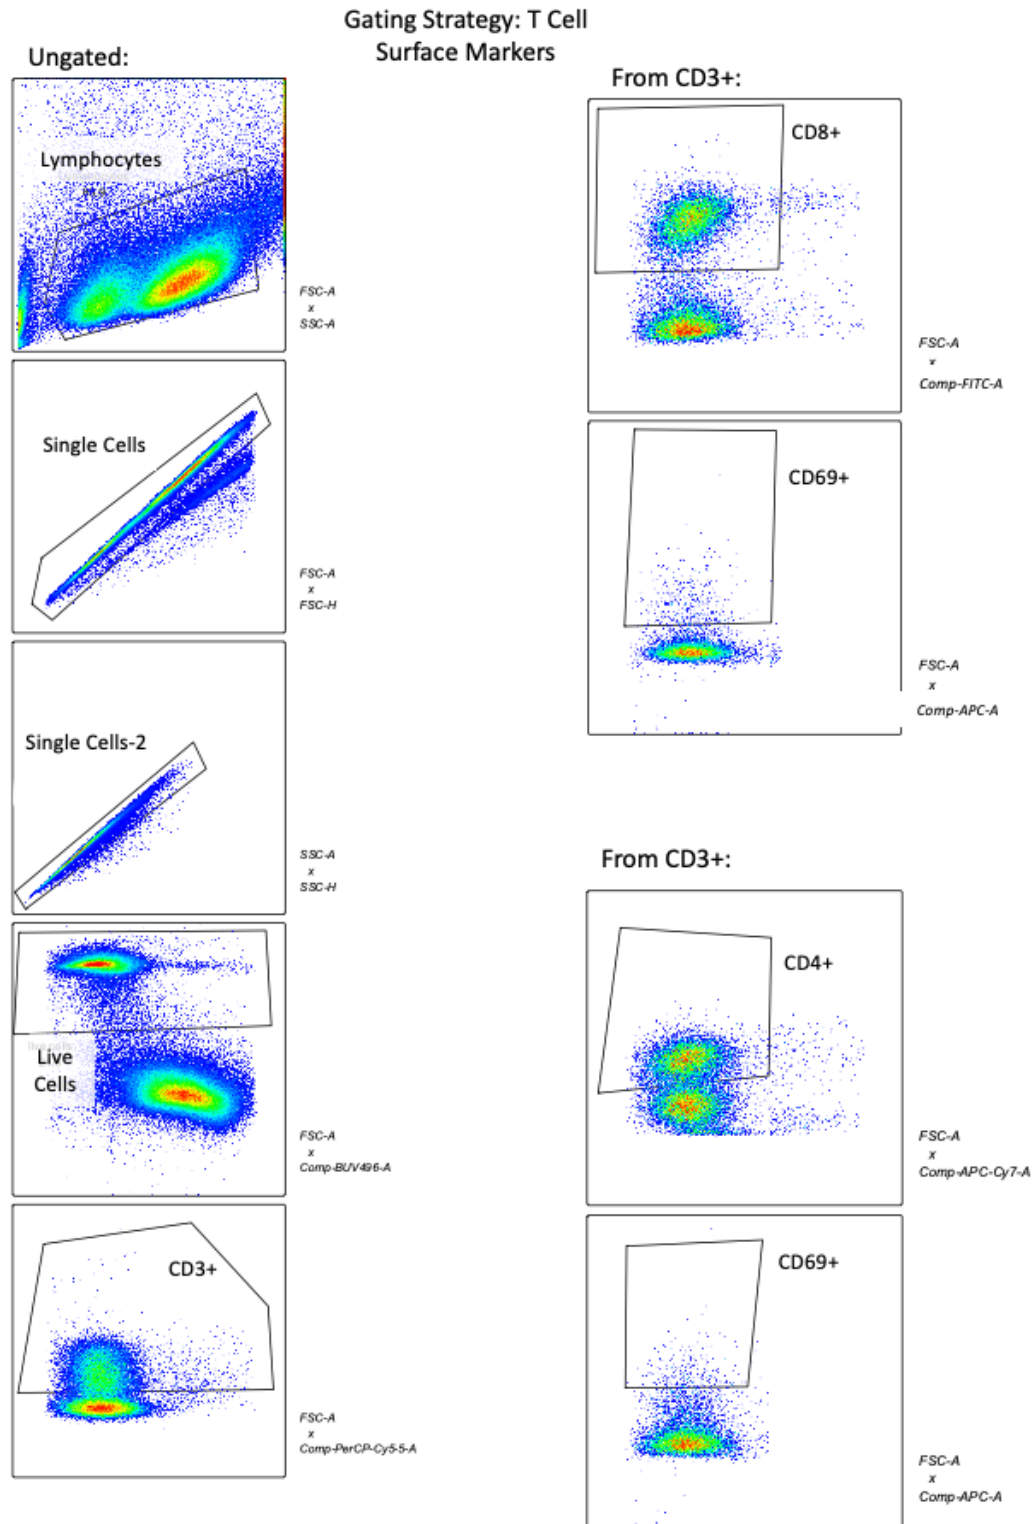 Gating Strategy: T Cell
Surface Markers
Ungated:
Lymphocytes
FSC-A
x
SSC-A
Single Cells
FSC-A
x
FSC-H
Single Cells-2
SSC-A
x
SSC-H
Live
Cells
FSC-A
x
Comp-BUV496-A
CD3+
FSC-A
x
Comp-PerCP-Cy5-5-A
From CD3+:
CD8+
FSC-A
x
Comp-FITC-A
CD69+
FSC-A
x
Comp-APC-A
From CD3+:
CD4+
FSC-A
x
Comp-APC-Cy7-A
CD69+
FSC-A
x
Comp-APC-A